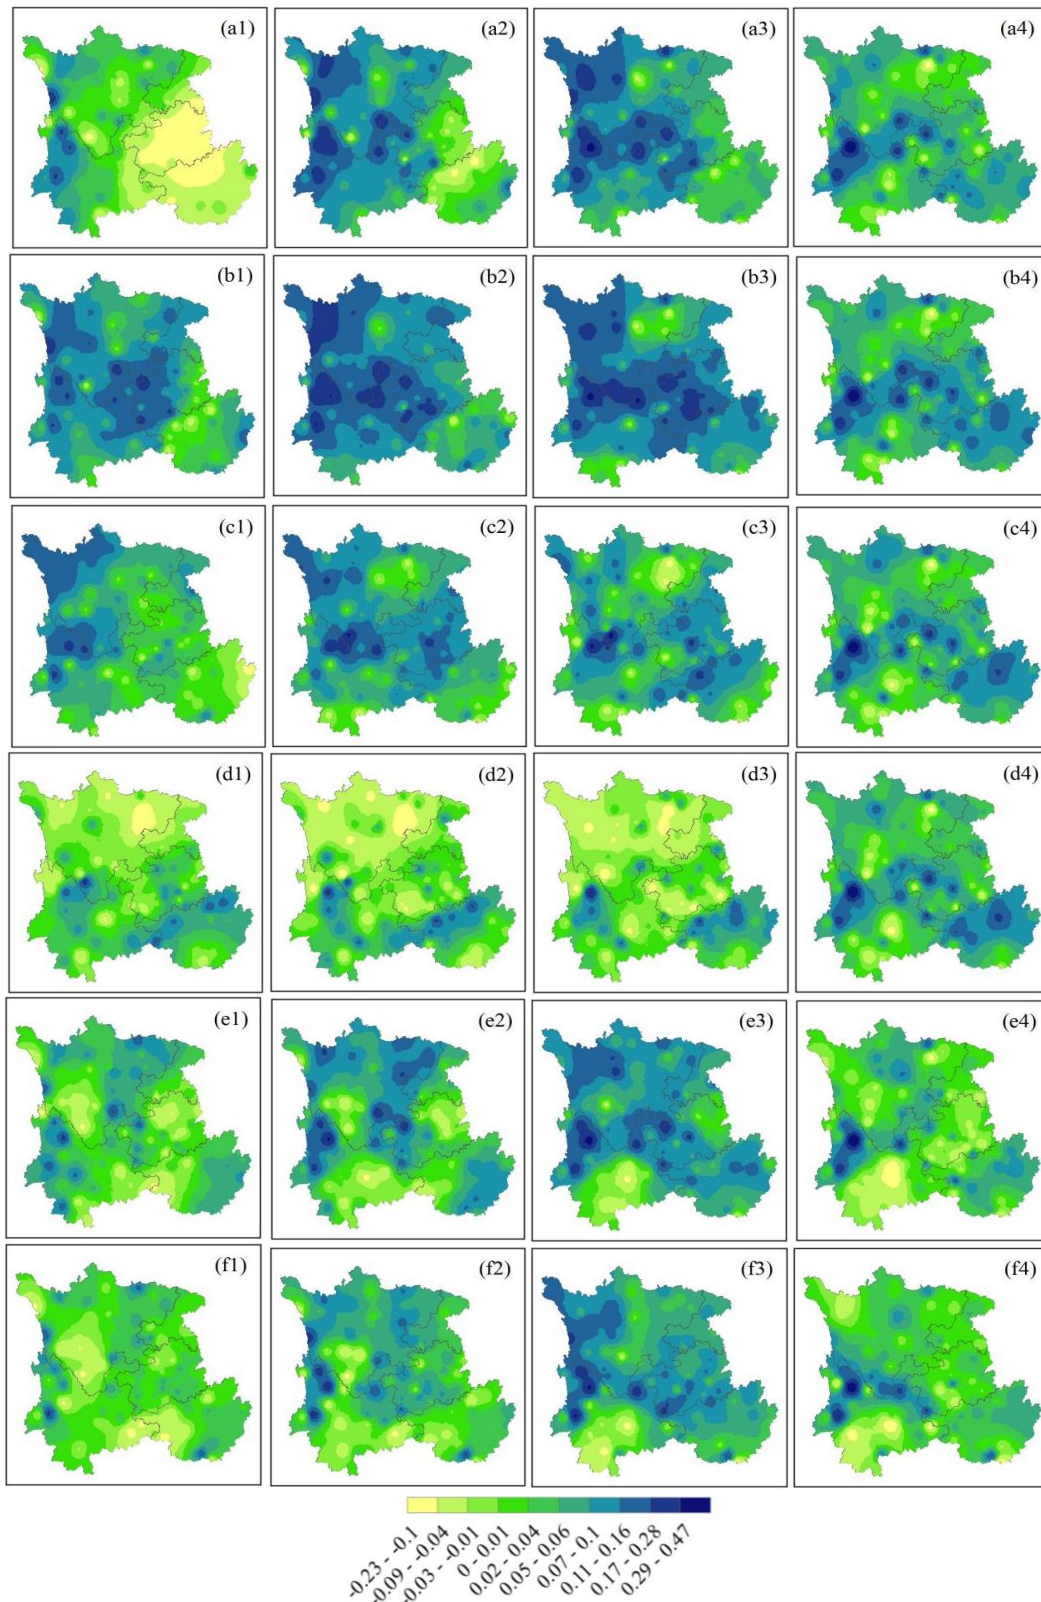 (a1) (a2) (a3) (a4)
(b1) (b2) (b3) (b4)
(c1) (c2) (c3) (c4)
(d1) (d2) (d3) (d4)
(e1) (e2) (e3) (e4)
(f1) (f2) (f3) (f4)
-0.23 - -0.1
-0.09 - -0.04
-0.03 - -0.01
0 - 0.01
0.02 - 0.04
0.05 - 0.06
0.07 - 0.1
0.11 - 0.16
0.17 - 0.28
0.29 - 0.47